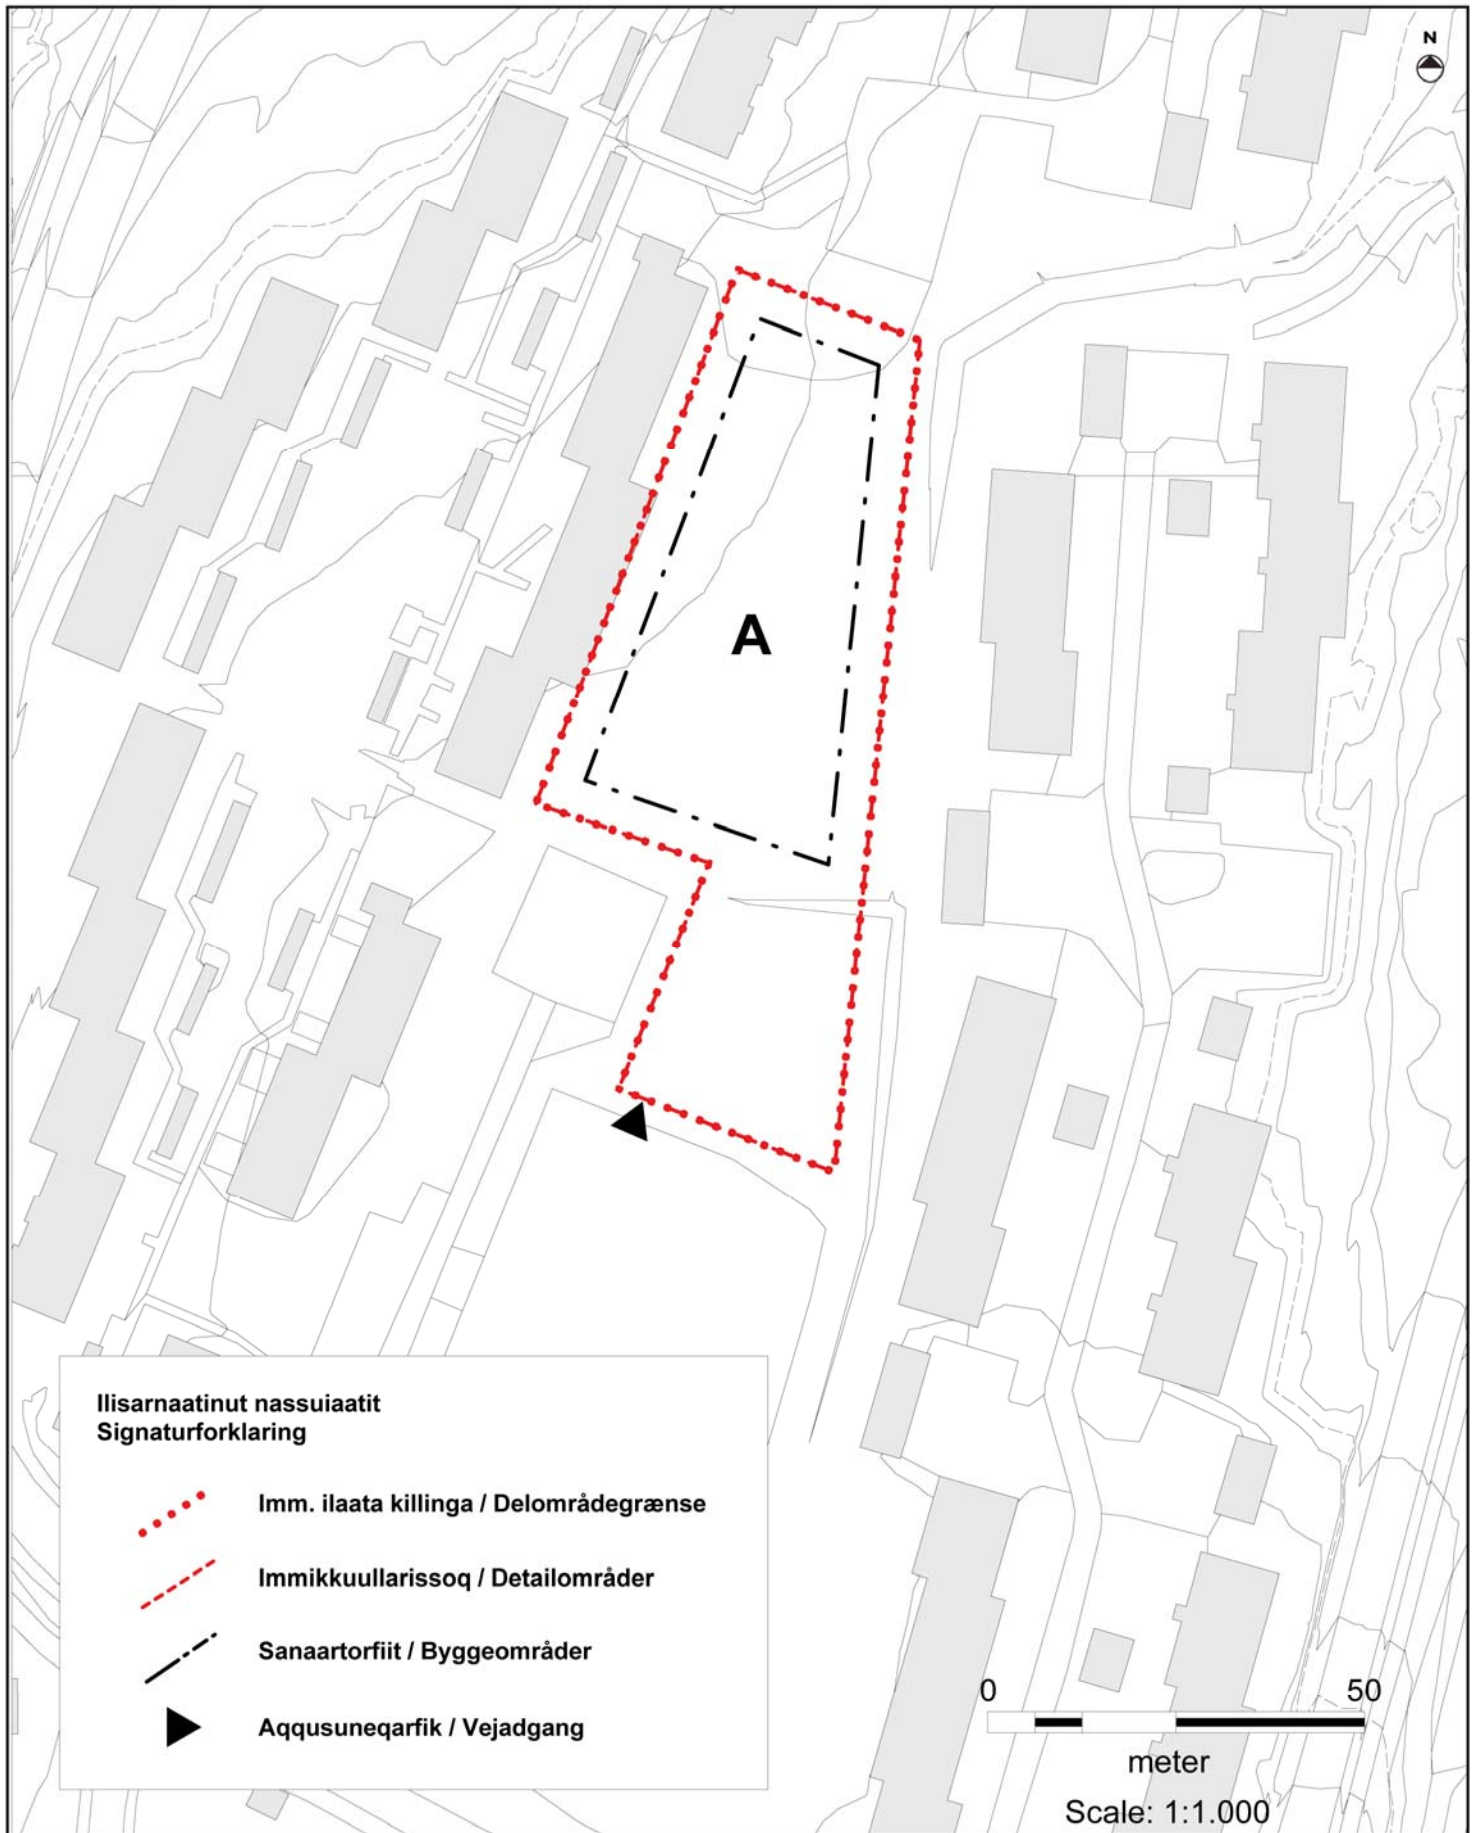 N
A
Ilisarnaatinut nassuiaatit
Signaturforklaring
Imm. ilaata killinga / Delområdegrænse
Immikkuullarissoq / Detailområder
Sanaartorfiit / Byggeområder
Aqqusuneqarfik / Vejadgang
0 50
meter
Scale: 1:1.000